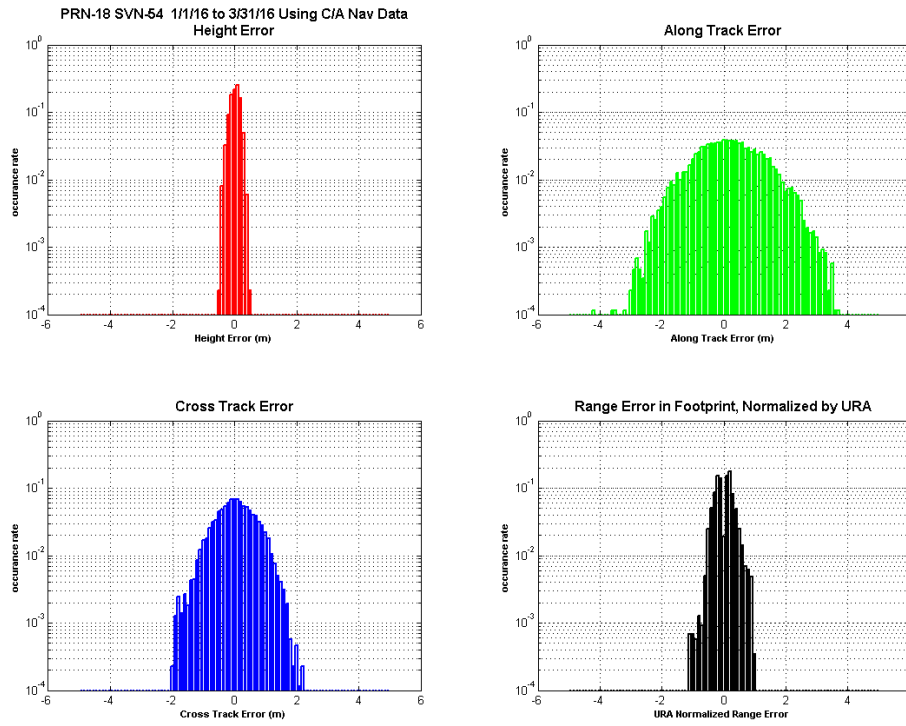 PRN-18 SVN-54 1/1/16 to 3/31/16 Using C/A Nav Data
Height Error
10^0
10^-1
10^-2
10^-3
10^-4
occurance rate
-6 -4 -2 0 2 4 6
Height Error (m)
Along Track Error
10^0
10^-1
10^-2
10^-3
10^-4
occurance rate
-6 -4 -2 0 2 4
Along Track Error (m)
Cross Track Error
10^0
10^-1
10^-2
10^-3
10^-4
occurance rate
-6 -4 -2 0 2 4 6
Cross Track Error (m)
Range Error in Footprint, Normalized by URA
10^0
10^-1
10^-2
10^-3
10^-4
occurance rate
-6 -4 -2 0 2 4
URA Normalized Range Error